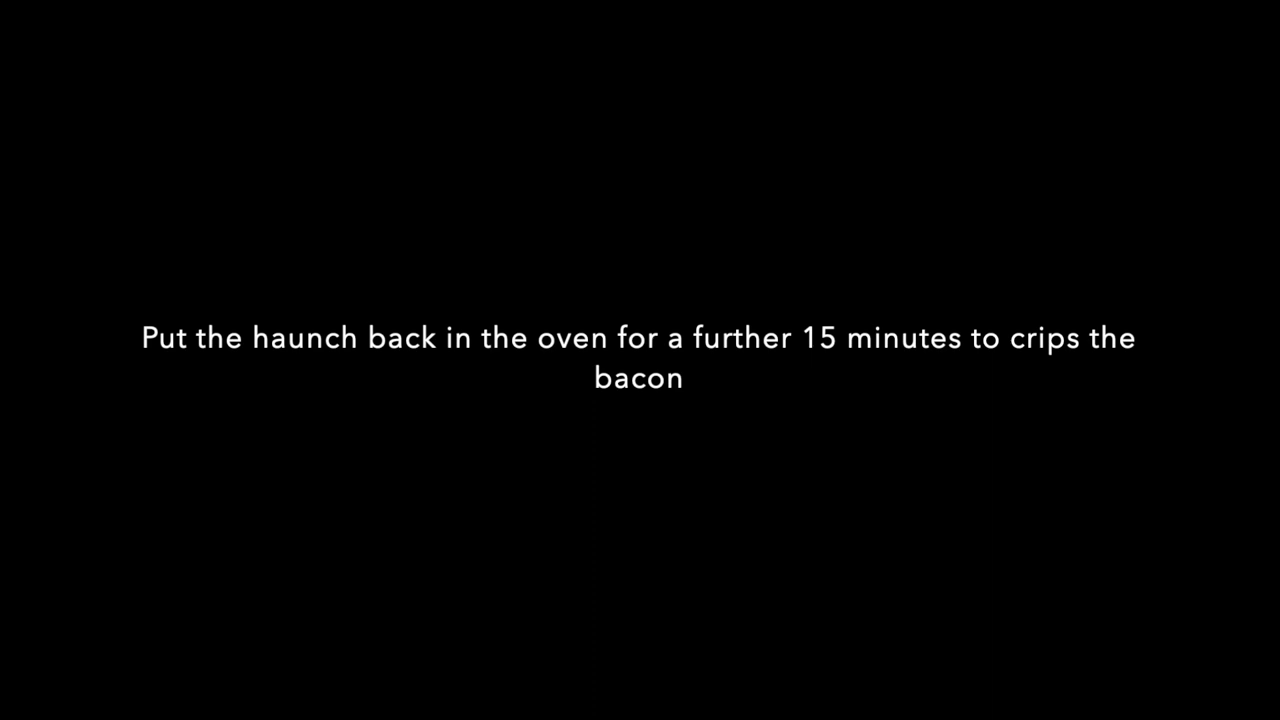 Put the haunch back in the oven for a further 15 minutes to crips the
bacon